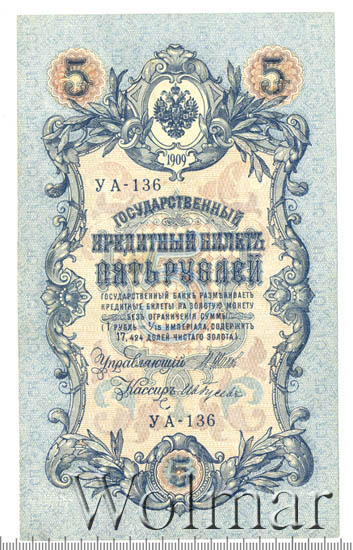 5 5
1909
УА-136
ГОСУДАРСТВЕННЫЙ
КРЕДИТНЫЙ БИЛЕТЪ
ПЯТЬ РУБЛЕЙ
ГОСУДАРСТВЕННЫЙ БАНКЪ РАЗМѢНИВАЕТЪ
КРЕДИТНЫЕ БИЛЕТЫ НА ЗОЛОТУЮ МОНЕТУ
БЕЗЪ ОГРАНИЧЕНІЯ СУММЫ
(1 РУБЛЬ = 1/15 ИМПЕРІАЛА, СОДЕРЖИТЪ
17,424 ДОЛЕЙ ЧИСТАГО ЗОЛОТА).
Управляющій
Кассиръ
УА-136
5
Wolmar